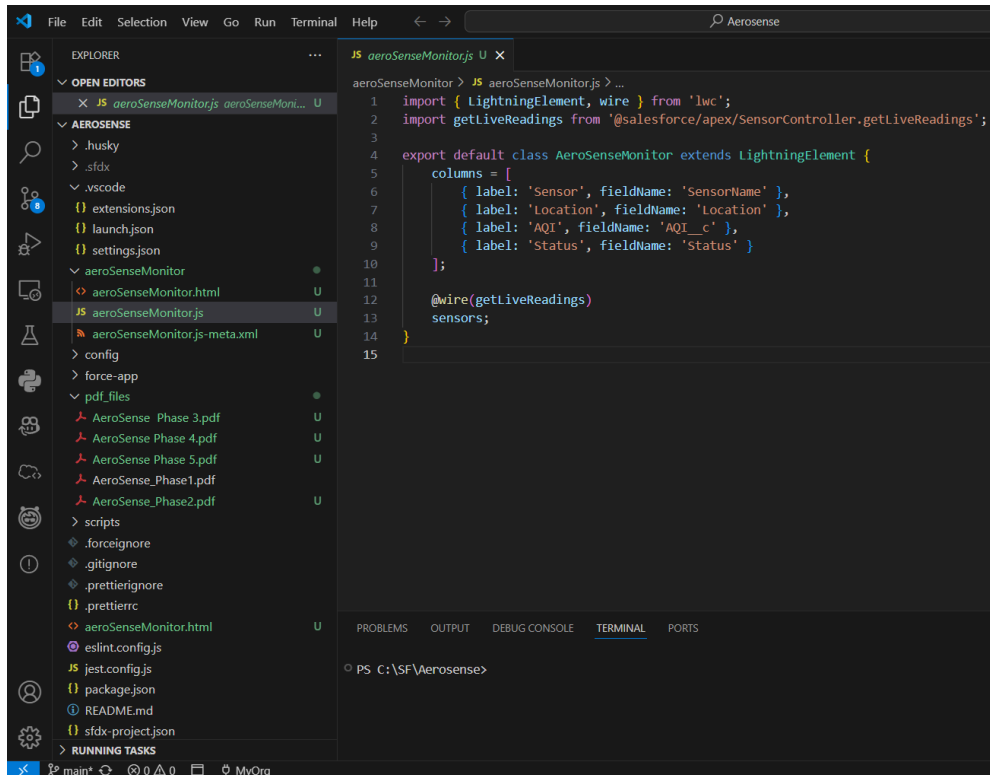 File Edit Selection View Go Run Terminal Help
Aerosense
1
8
EXPLORER
OPEN EDITORS
JS aeroSenseMonitor.js aeroSenseMoni... U
AEROSENSE
.husky
.sfdx
.vscode
{} extensions.json
{} launch.json
{} settings.json
aeroSenseMonitor
<> aeroSenseMonitor.html U
JS aeroSenseMonitor.js U
aeroSenseMonitor.js-meta.xml U
config
force-app
pdf_files
AeroSense  Phase 3.pdf U
AeroSense Phase 4.pdf U
AeroSense Phase 5.pdf U
AeroSense_Phase1.pdf
AeroSense_Phase2.pdf U
scripts
.forceignore
.gitignore
.prettierignore
{} .prettierrc
<> aeroSenseMonitor.html U
eslint.config.js
JS jest.config.js
{} package.json
README.md
{} sfdx-project.json
RUNNING TASKS
JS aeroSenseMonitor.js U
aeroSenseMonitor > JS aeroSenseMonitor.js > ...
1 import { LightningElement, wire } from 'lwc';
2 import getLiveReadings from '@salesforce/apex/SensorController.getLiveReadings';
3
4 export default class AeroSenseMonitor extends LightningElement {
5     columns = [
6         { label: 'Sensor', fieldName: 'SensorName' },
7         { label: 'Location', fieldName: 'Location' },
8         { label: 'AQI', fieldName: 'AQI__c' },
9         { label: 'Status', fieldName: 'Status' }
10     ];
11
12     @wire(getLiveReadings)
13     sensors;
14 }
15
PROBLEMS OUTPUT DEBUG CONSOLE TERMINAL PORTS
PS C:\SF\Aerosense>
main* 0 0 MyOrg